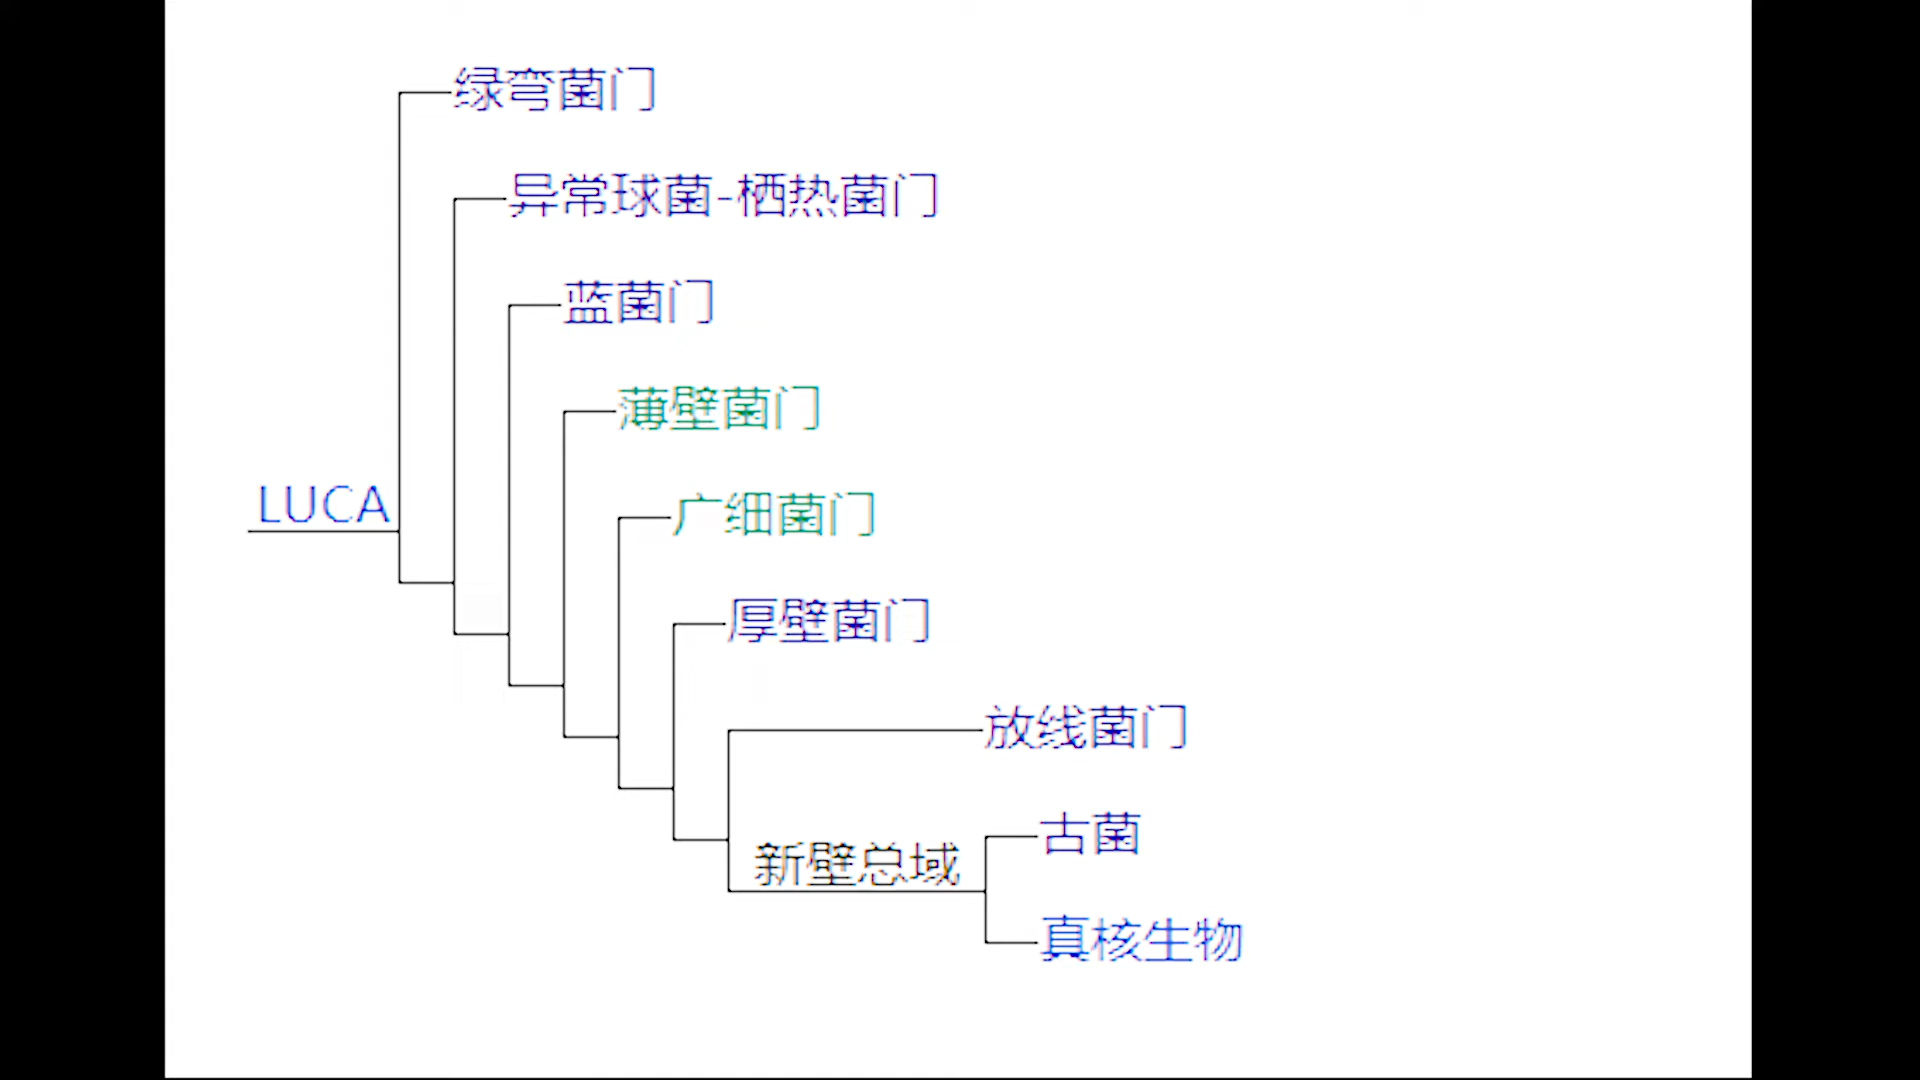 绿弯菌门
异常球菌-栖热菌门
蓝菌门
薄壁菌门
LUCA
广细菌门
厚壁菌门
放线菌门
古菌
新壁总域
真核生物